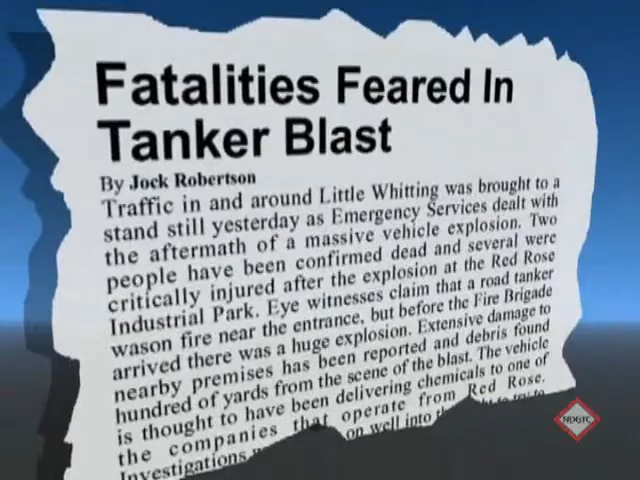 Fatalities Feared In
Tanker Blast
By Jock Robertson
Traffic in and around Little Whitting was brought to a
stand still yesterday as Emergency Services dealt with
the aftermath of a massive vehicle explosion. Two
people have been confirmed dead and several were
critically injured after the explosion at the Red Rose
Industrial Park. Eye witnesses claim that a road tanker
wason fire near the entrance, but before the Fire Brigade
arrived there was a huge explosion. Extensive damage to
nearby premises has been reported and debris found
hundred of yards from the scene of the blast. The vehicle
is thought to have been delivering chemicals to one of
the companies that operate from Red Rose.
Investigations on well into
NDGTC